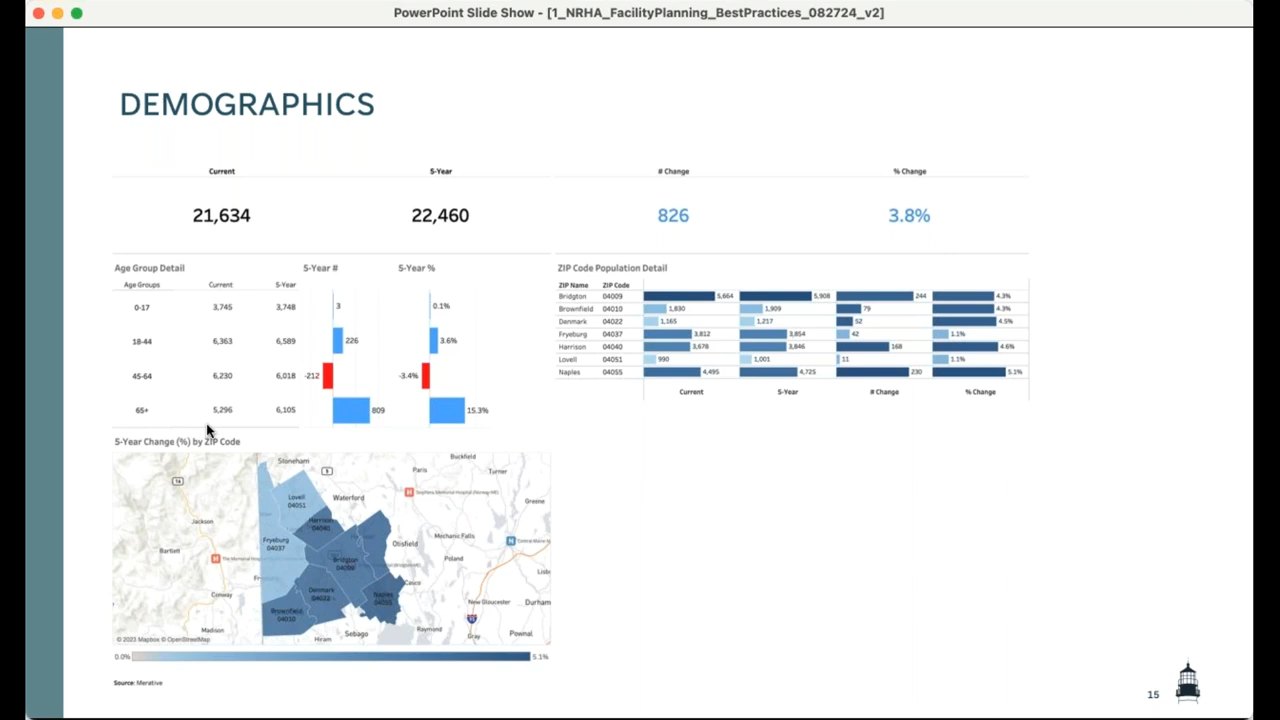 PowerPoint Slide Show - [1_NRHA_FacilityPlanning_BestPractices_082724_v2]
DEMOGRAPHICS
Current 5-Year # Change % Change
21,634 22,460 826 3.8%
Age Group Detail 5-Year # 5-Year %
Age Groups Current 5-Year
0-17 3,745 3,748 3 0.1%
18-44 6,363 6,589 226 3.6%
45-64 6,230 6,018 -212 -3.4%
65+ 5,296 6,105 809 15.3%
ZIP Code Population Detail
ZIP Name ZIP Code
Bridgton 04009 5,664 5,908 244 4.3%
Brownfield 04010 1,830 1,909 79 4.3%
Denmark 04022 1,165 1,217 52 4.5%
Fryeburg 04037 3,812 3,854 42 1.1%
Harrison 04040 3,678 3,846 168 4.6%
Lovell 04051 990 1,001 11 1.1%
Naples 04055 4,495 4,725 230 5.1%
Current 5-Year # Change % Change
5-Year Change (%) by ZIP Code
Stoneham
Buckfield
Paris
Turner
Lovell
04051
Waterford
Greene
Jackson
Harrison
04040
Fryeburg
04037
Otisfield
Mechanic Falls
Bartlett
Bridgton
04009
Poland
Conway
Denmark
04022
Casco
Naples
04055
New Gloucester
Durham
Brownfield
04010
Madison
Hiram
Sebago
Raymond
Gray
Pownal
© 2023 Mapbox © OpenStreetMap
0.0% 5.1%
Source: Merative
15